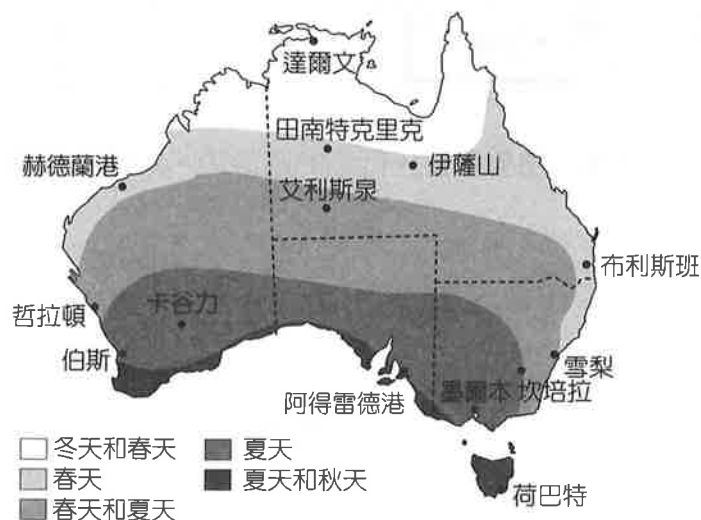 達爾文
田南特克里克
伊薩山
赫德蘭港
艾利斯泉
布利斯班
哲拉頓
卡谷力
伯斯
雪梨
阿得雷德港
墨爾本 坎培拉
冬天和春天
夏天
春天
夏天和秋天
春天和夏天
荷巴特